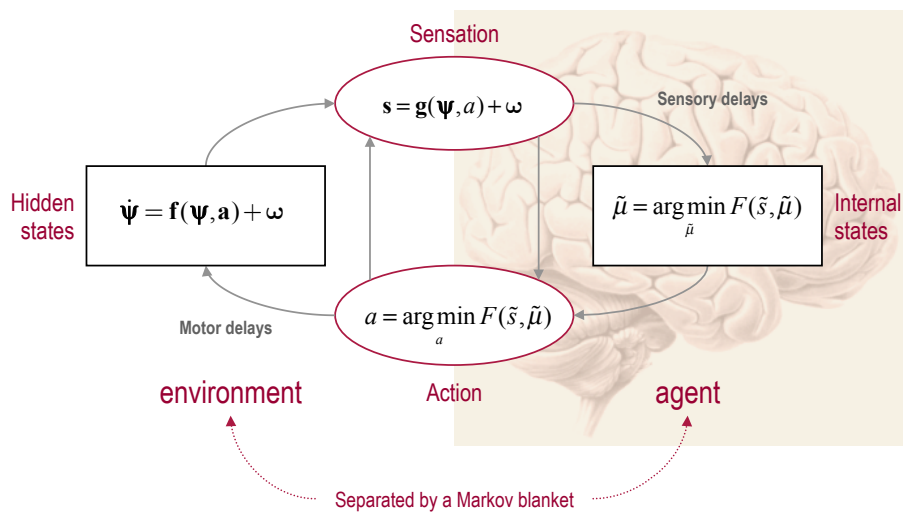 Sensation
s = g(ψ, a) + ω
Sensory delays
Hidden
states
ψ̇ = f(ψ, a) + ω
μ̃ = arg min F(s̃, μ̃)
μ̃
Internal
states
Motor delays
a = arg min F(s̃, μ̃)
a
environment
Action
agent
Separated by a Markov blanket